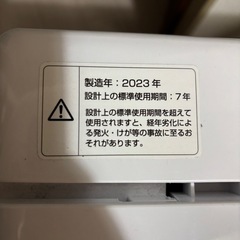 製造年：2023年
設計上の標準使用期間：7年
設計上の標準使用期間を超えて
使用されますと、経年劣化によ
る発火・けが等の事故に至るお
それがあります。